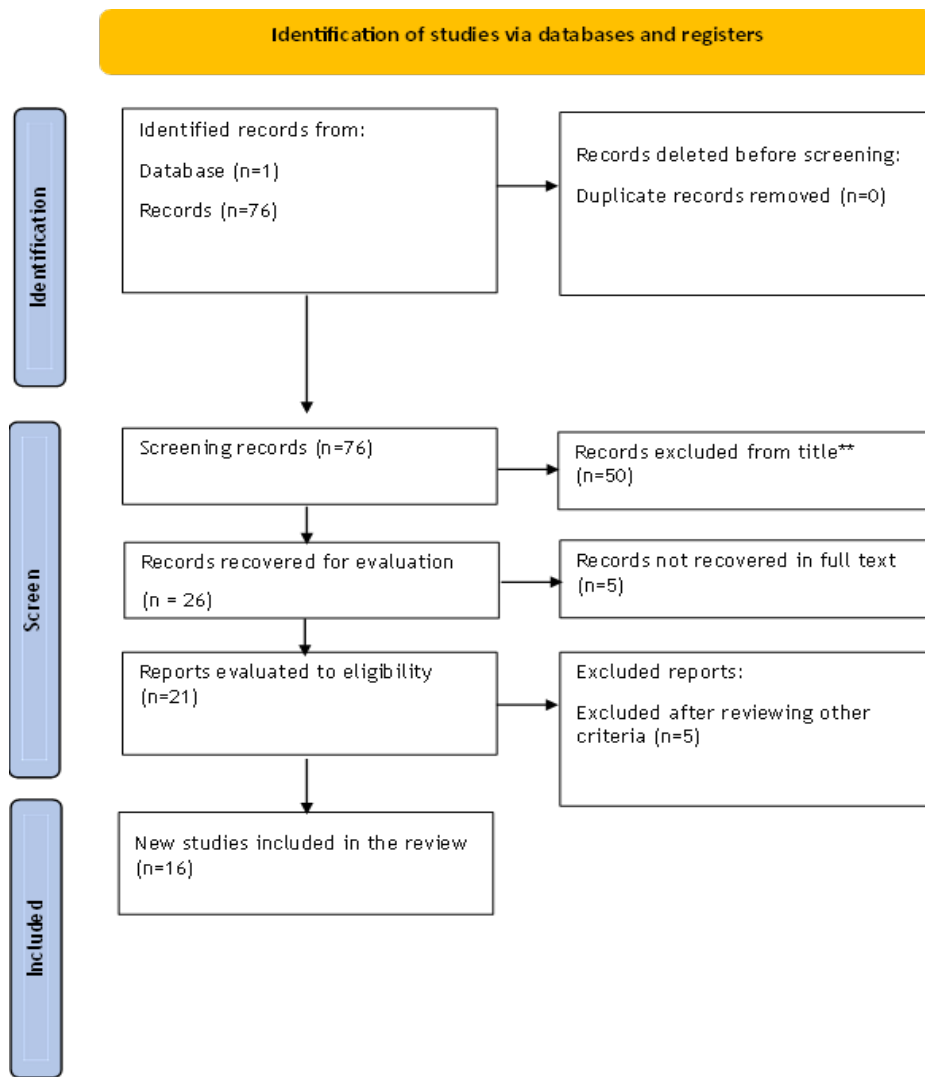 Identification of studies via databases and registers
Identification
Identified records from:
Database (n=1)
Records (n=76)
Records deleted before screening:
Duplicate records removed (n=0)
Screen
Screening records (n=76)
Records excluded from title**
(n=50)
Records recovered for evaluation
(n = 26)
Records not recovered in full text
(n=5)
Reports evaluated to eligibility
(n=21)
Excluded reports:
Excluded after reviewing other
criteria (n=5)
Included
New studies included in the review
(n=16)